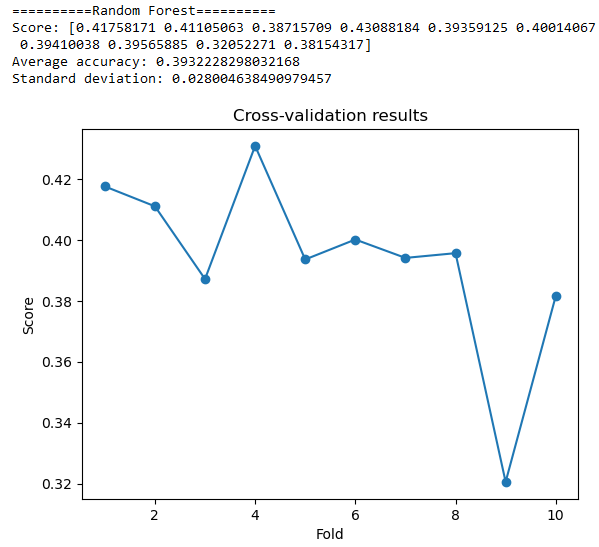 ==========Random Forest==========
Score: [0.41758171 0.41105063 0.38715709 0.43088184 0.39359125 0.40014067
 0.39410038 0.39565885 0.32052271 0.38154317]
Average accuracy: 0.3932228298032168
Standard deviation: 0.028004638490979457
Cross-validation results
0.42
0.40
0.38
0.36
0.34
0.32
Score
2 4 6 8 10
Fold